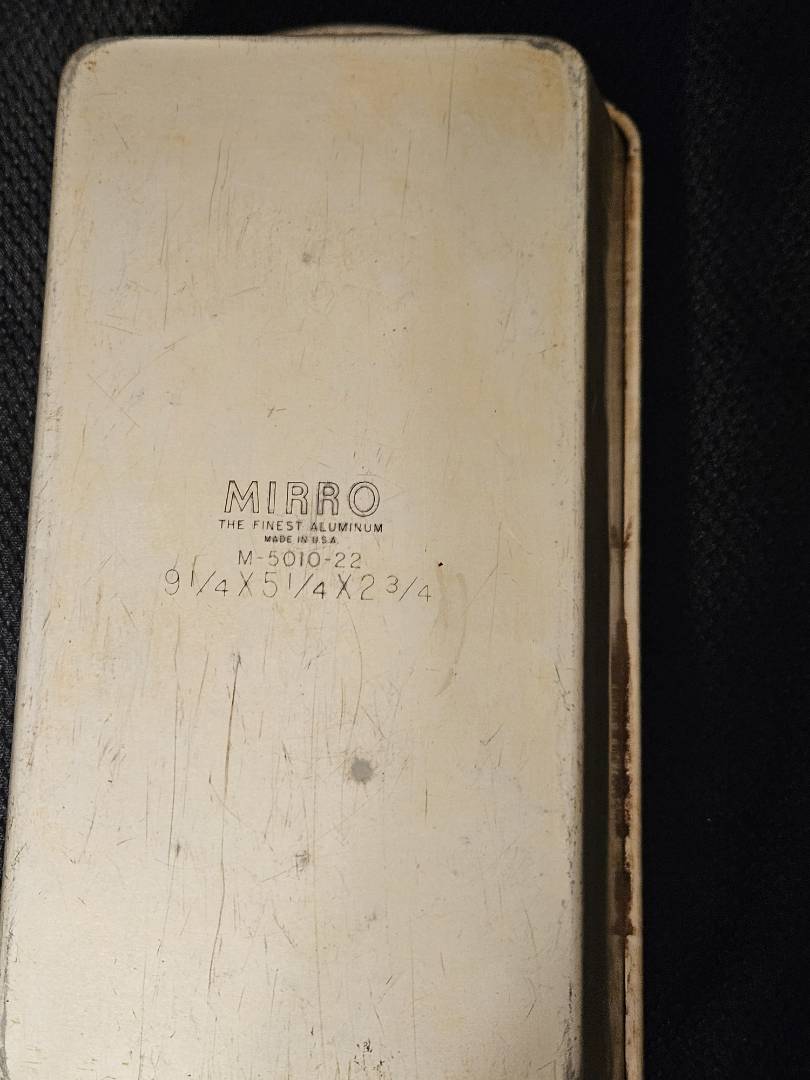 MIRRO
THE FINEST ALUMINUM
MADE IN U.S.A.
M-5010-22
9 1/4 X 5 1/4 X 2 3/4